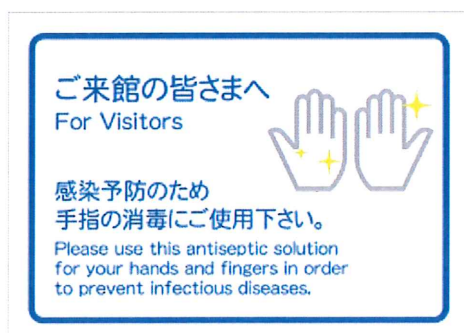 ご来館の皆さまへ
For Visitors
感染予防のため
手指の消毒にご使用下さい。
Please use this antiseptic solution
for your hands and fingers in order
to prevent infectious diseases.